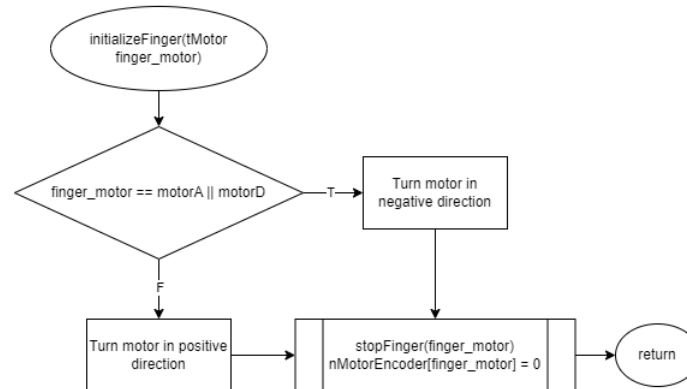 initializeFinger(tMotor
finger_motor)
finger_motor == motorA || motorD
T
Turn motor in
negative direction
F
Turn motor in positive
direction
stopFinger(finger_motor)
nMotorEncoder[finger_motor] = 0
return